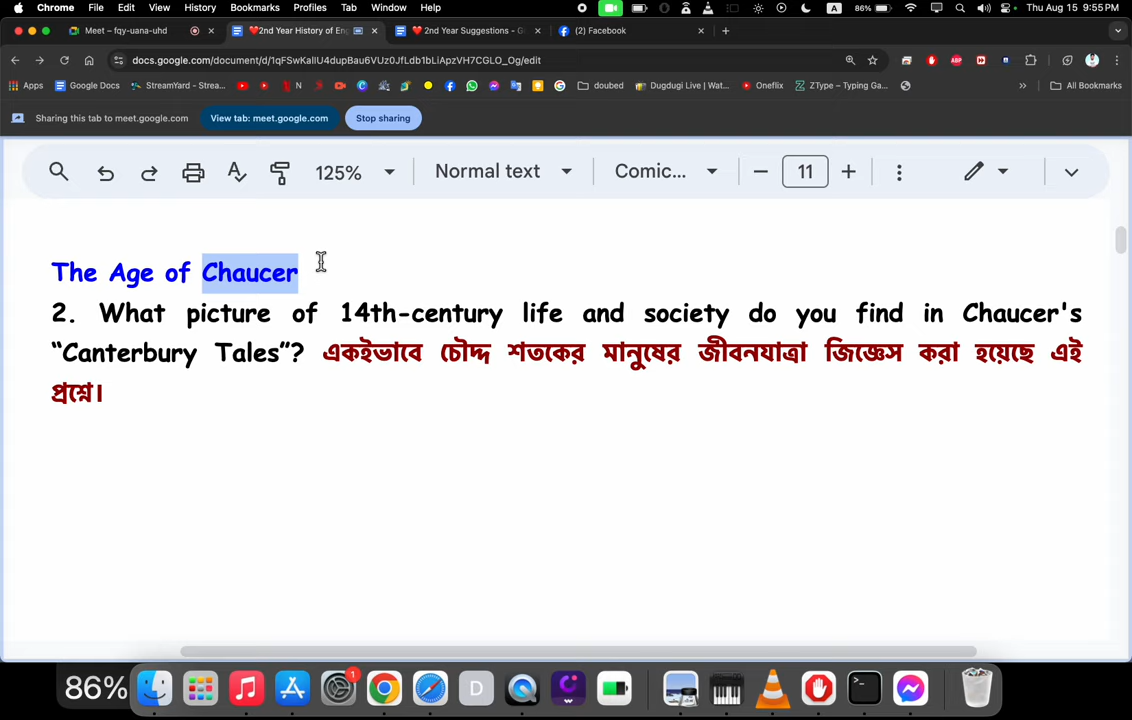 Chrome File Edit View History Bookmarks Profiles Tab Window Help A 86% Thu Aug 15 9:55 PM
Meet – fqy-uana-uhd 2nd Year History of En 2nd Year Suggestions - G (2) Facebook
docs.google.com/document/d/1qFSwKaIlU4dupBau6VUz0JfLdb1bLiApzVH7CGLO_Og/edit ABP
Apps Google Docs StreamYard - Strea... N doubed Dugdugi Live | Wat... Oneflix ZType – Typing Ga... » All Bookmarks
Sharing this tab to meet.google.com View tab: meet.google.com Stop sharing
125% Normal text Comic... 11
The Age of Chaucer
2. What picture of 14th-century life and society do you find in Chaucer's
“Canterbury Tales”? একইভাবে চৌদ্দ শতকের মানুষের জীবনযাত্রা জিজ্ঞেস করা হয়েছে এই
প্রশ্নে।
86% 1 D